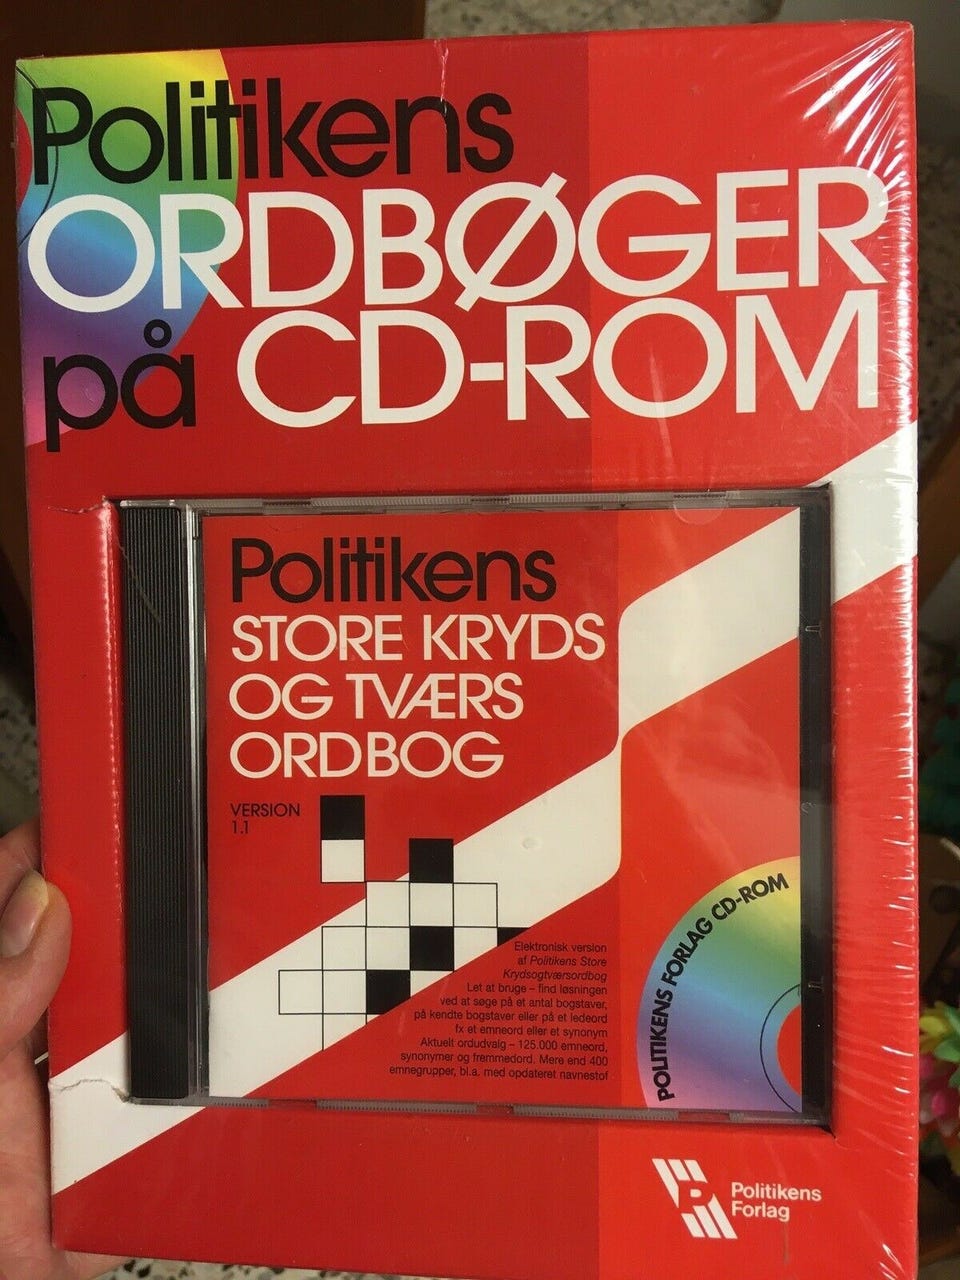 Politikens
ORDBØGER
på CD-ROM
Politikens
STORE KRYDS
OG TVÆRS
ORDBOG
VERSION
1.1
Elektronisk version
af Politikens Store
Krydsogtværsordbog
Let at bruge – find løsningen
ved at søge på et antal bogstaver,
på kendte bogstaver eller på et ledeord
fx et emneord eller et synonym
Aktuelt ordudvalg – 125.000 emneord,
synonymer og fremmedord. Mere end 400
emnegrupper, bl.a. med opdateret navnestof
POLITIKENS FORLAG CD-ROM
P
Politikens
Forlag